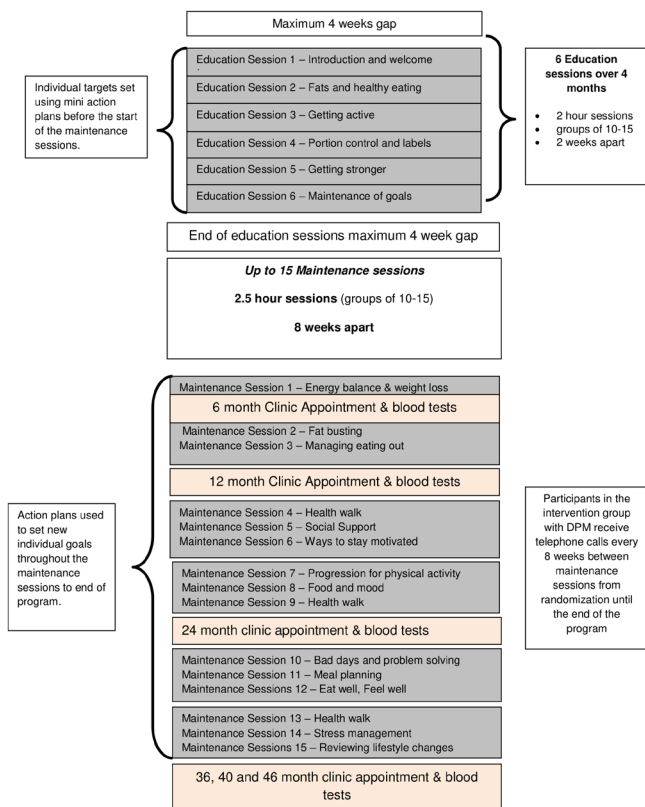 Maximum 4 weeks gap
Education Session 1 – Introduction and welcome
.
Education Session 2 – Fats and healthy eating
Education Session 3 – Getting active
Education Session 4 – Portion control and labels
Education Session 5 – Getting stronger
Education Session 6 – Maintenance of goals
Individual targets set
using mini action
plans before the start
of the maintenance
sessions.
6 Education
sessions over 4
months
• 2 hour sessions
• groups of 10-15
• 2 weeks apart
End of education sessions maximum 4 week gap
Up to 15 Maintenance sessions
2.5 hour sessions (groups of 10-15)
8 weeks apart
Maintenance Session 1 – Energy balance & weight loss
6 month Clinic Appointment & blood tests
Maintenance Session 2 – Fat busting
Maintenance Session 3 – Managing eating out
12 month Clinic Appointment & blood tests
Maintenance Session 4 – Health walk
Maintenance Session 5 – Social Support
Maintenance Session 6 – Ways to stay motivated
Maintenance Session 7 – Progression for physical activity
Maintenance Session 8 – Food and mood
Maintenance Session 9 – Health walk
24 month clinic appointment & blood tests
Maintenance Session 10 – Bad days and problem solving
Maintenance Session 11 – Meal planning
Maintenance Sessions 12 – Eat well, Feel well
Maintenance Session 13 – Health walk
Maintenance Session 14 – Stress management
Maintenance Sessions 15 – Reviewing lifestyle changes
36, 40 and 46 month clinic appointment & blood
tests
Action plans used
to set new
individual goals
throughout the
maintenance
sessions to end of
program.
Participants in the
intervention group
with DPM receive
telephone calls every
8 weeks between
maintenance
sessions from
randomization until
the end of the
program